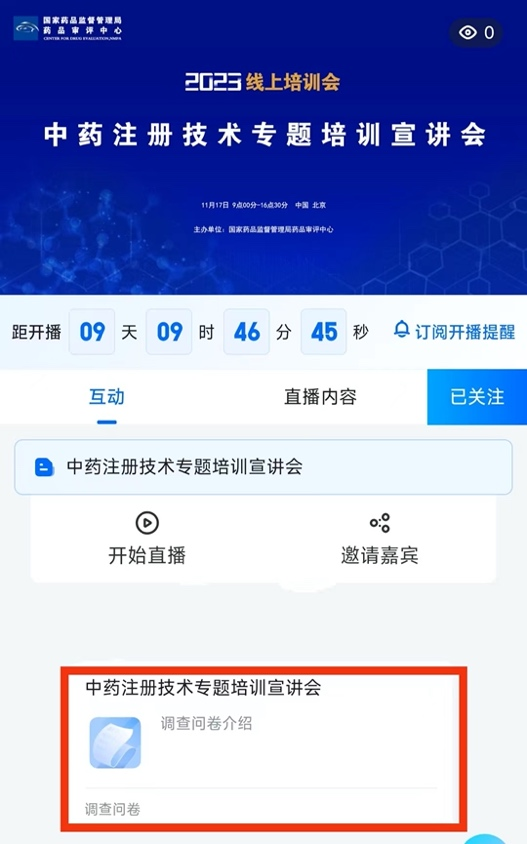 国家药品监督管理局
药品审评中心
CENTER FOR DRUG EVALUATION,NMPA
0
2023线上培训会
中药注册技术专题培训宣讲会
11月17日 9点00分-16点30分 中国 北京
主办单位：国家药品监督管理局药品审评中心
距开播 09 天 09 时 46 分 45 秒 订阅开播提醒
互动 直播内容 已关注
中药注册技术专题培训宣讲会
开始直播 邀请嘉宾
中药注册技术专题培训宣讲会
调查问卷介绍
调查问卷